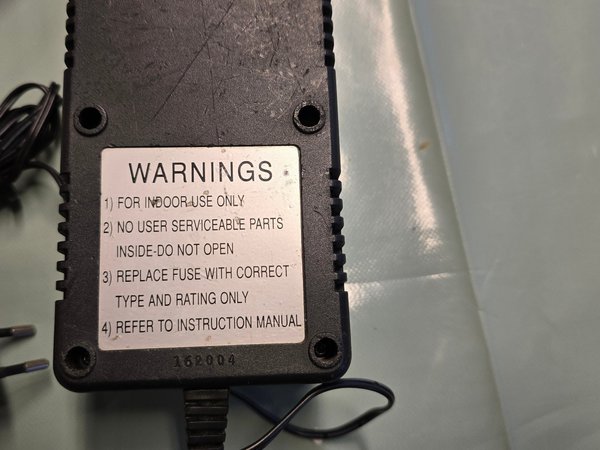 WARNINGS
1) FOR INDOOR USE ONLY
2) NO USER SERVICEABLE PARTS
INSIDE-DO NOT OPEN
3) REPLACE FUSE WITH CORRECT
TYPE AND RATING ONLY
4) REFER TO INSTRUCTION MANUAL
162004